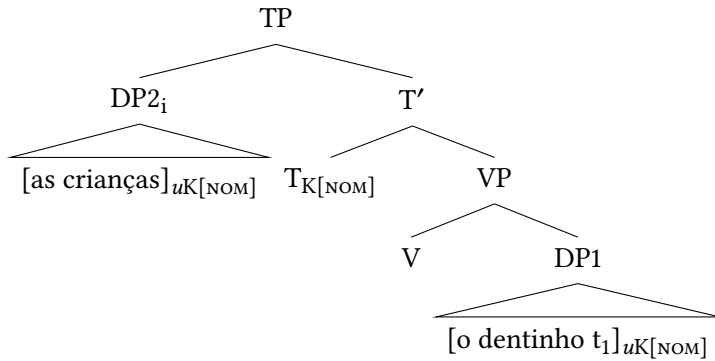 TP
DP2i T′
[as crianças]uK[NOM] TK[NOM] VP
V DP1
[o dentinho t1]uK[NOM]